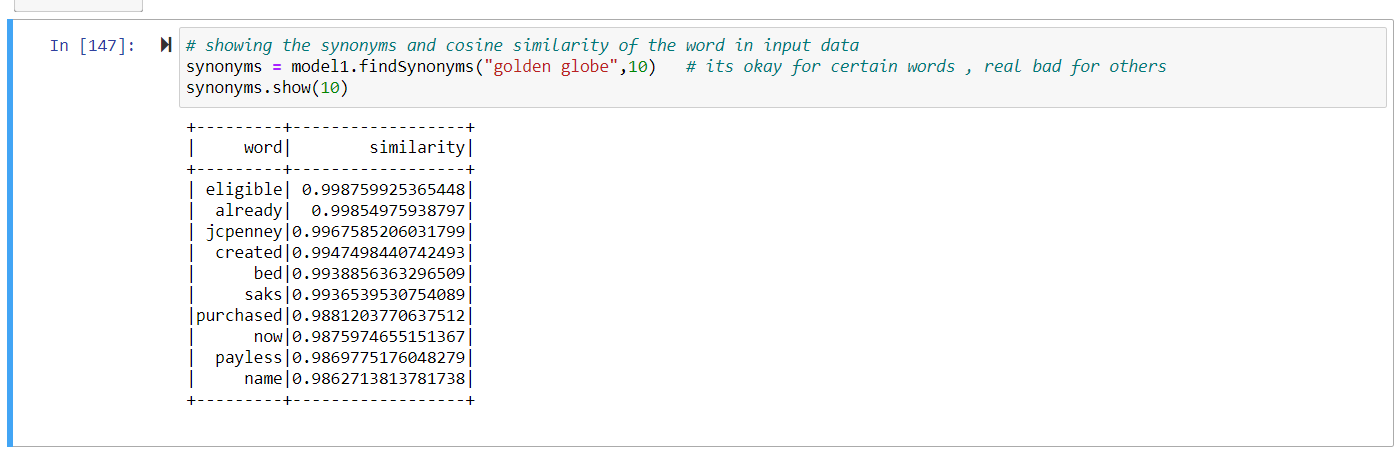 In [147]:
# showing the synonyms and cosine similarity of the word in input data
synonyms = model1.findSynonyms("golden globe",10)   # its okay for certain words , real bad for others
synonyms.show(10)
+---------+------------------+
|     word|        similarity|
+---------+------------------+
| eligible| 0.998759925365448|
|  already|  0.99854975938797|
| jcpenney|0.9967585206031799|
|  created|0.9947498440742493|
|      bed|0.9938856363296509|
|     saks|0.9936539530754089|
|purchased|0.9881203770637512|
|      now|0.9875974655151367|
|  payless|0.9869775176048279|
|     name|0.9862713813781738|
+---------+------------------+